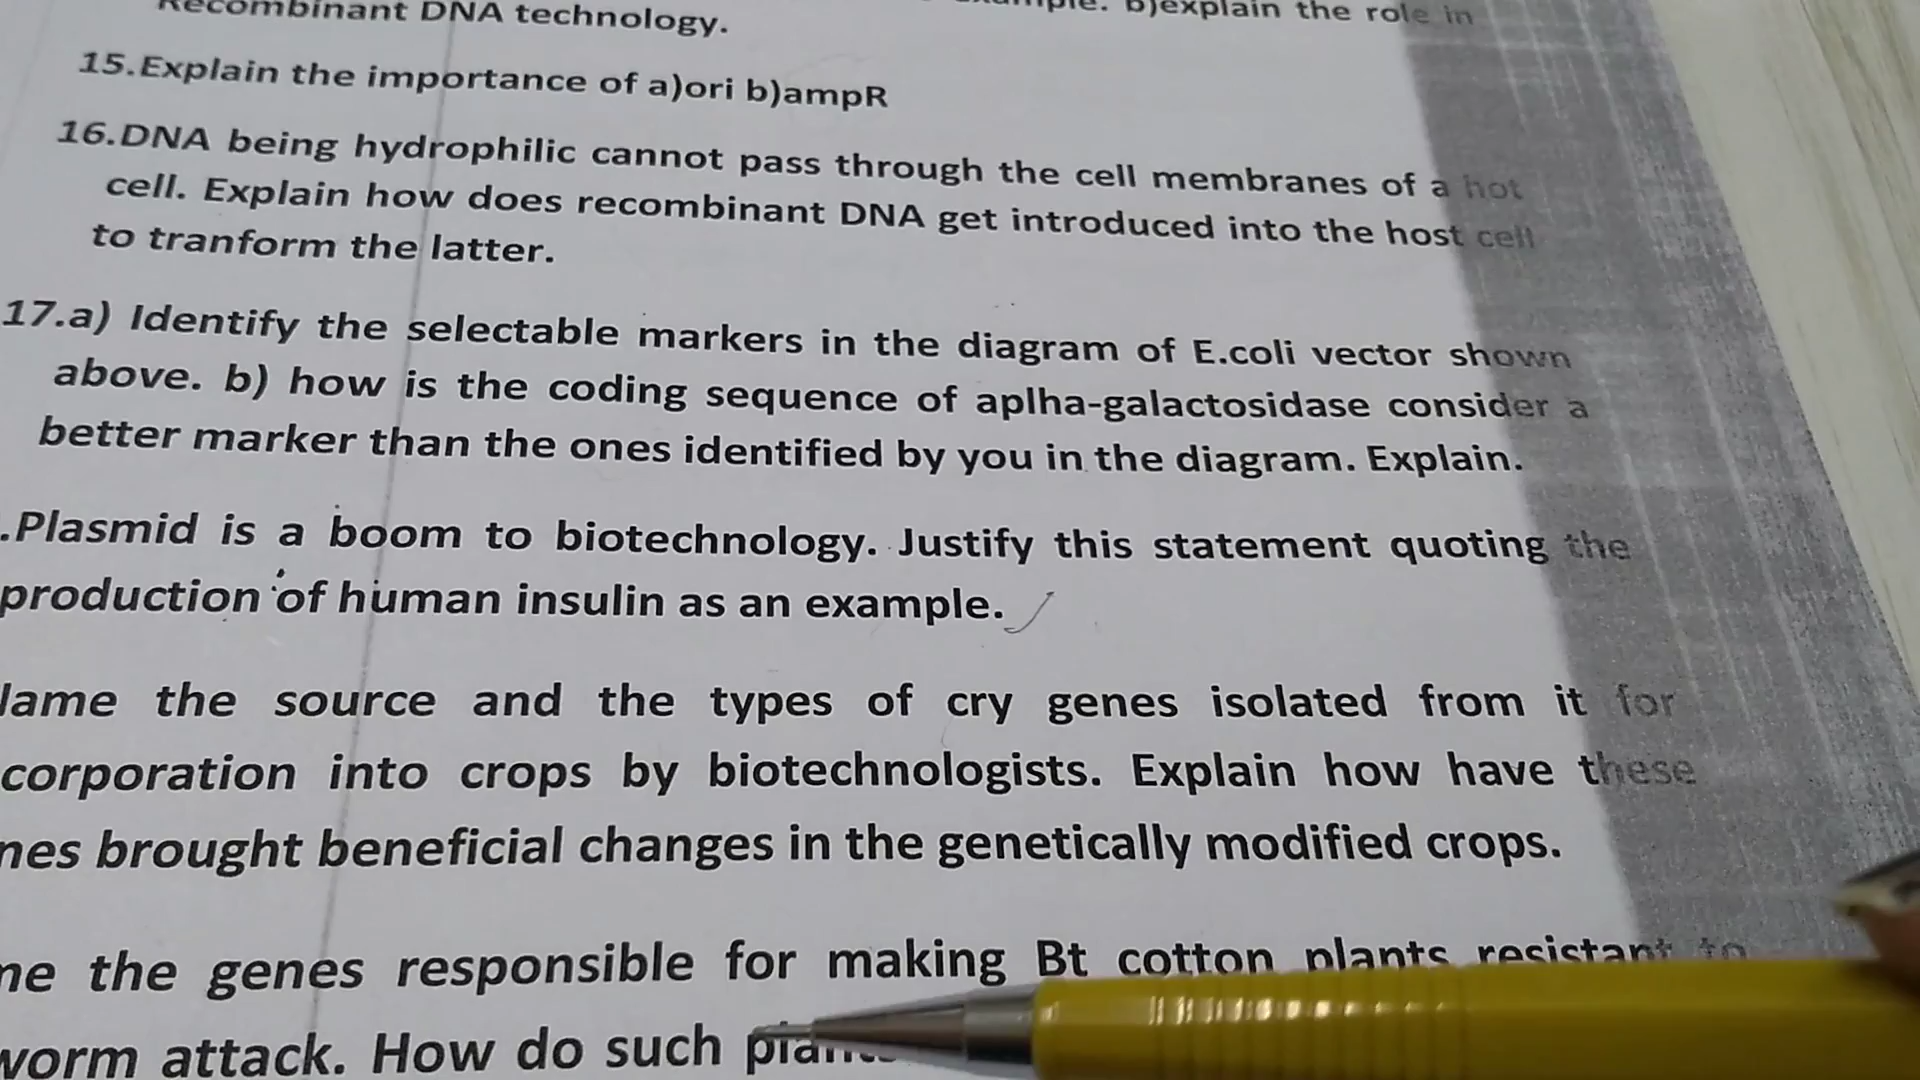 Recombinant DNA technology. b)explain the role in
15.Explain the importance of a)ori b)ampR
16.DNA being hydrophilic cannot pass through the cell membranes of a hot
cell. Explain how does recombinant DNA get introduced into the host cell
to tranform the latter.
17.a) Identify the selectable markers in the diagram of E.coli vector shown
above. b) how is the coding sequence of aplha-galactosidase consider a
better marker than the ones identified by you in the diagram. Explain.
.Plasmid is a boom to biotechnology. Justify this statement quoting the
production of human insulin as an example.
the source and the types of cry genes isolated from it for
corporation into crops by biotechnologists. Explain how have these
nes brought beneficial changes in the genetically modified crops.
me the genes responsible for making Bt cotton plants resistant to
worm attack. How do such